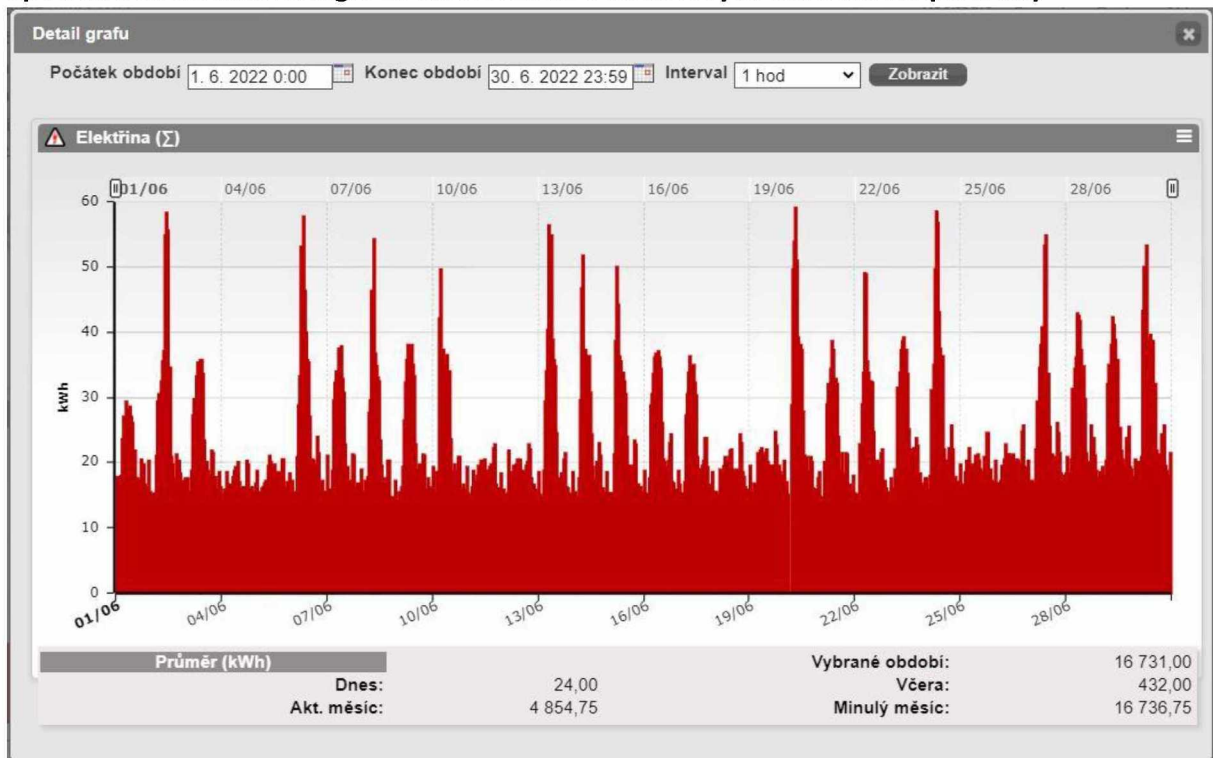 Detail grafu
Počátek období 1. 6. 2022 0:00 Konec období 30. 6. 2022 23:59 Interval 1 hod Zobrazit
Elektřina (∑)
01/06 04/06 07/06 10/06 13/06 16/06 19/06 22/06 25/06 28/06
60
50
40
30
20
10
0
kWh
01/06 04/06 07/06 10/06 13/06 16/06 19/06 22/06 25/06 28/06
Průměr (kWh) Vybrané období: 16 731,00
Dnes: 24,00 Včera: 432,00
Akt. měsíc: 4 854,75 Minulý měsíc: 16 736,75